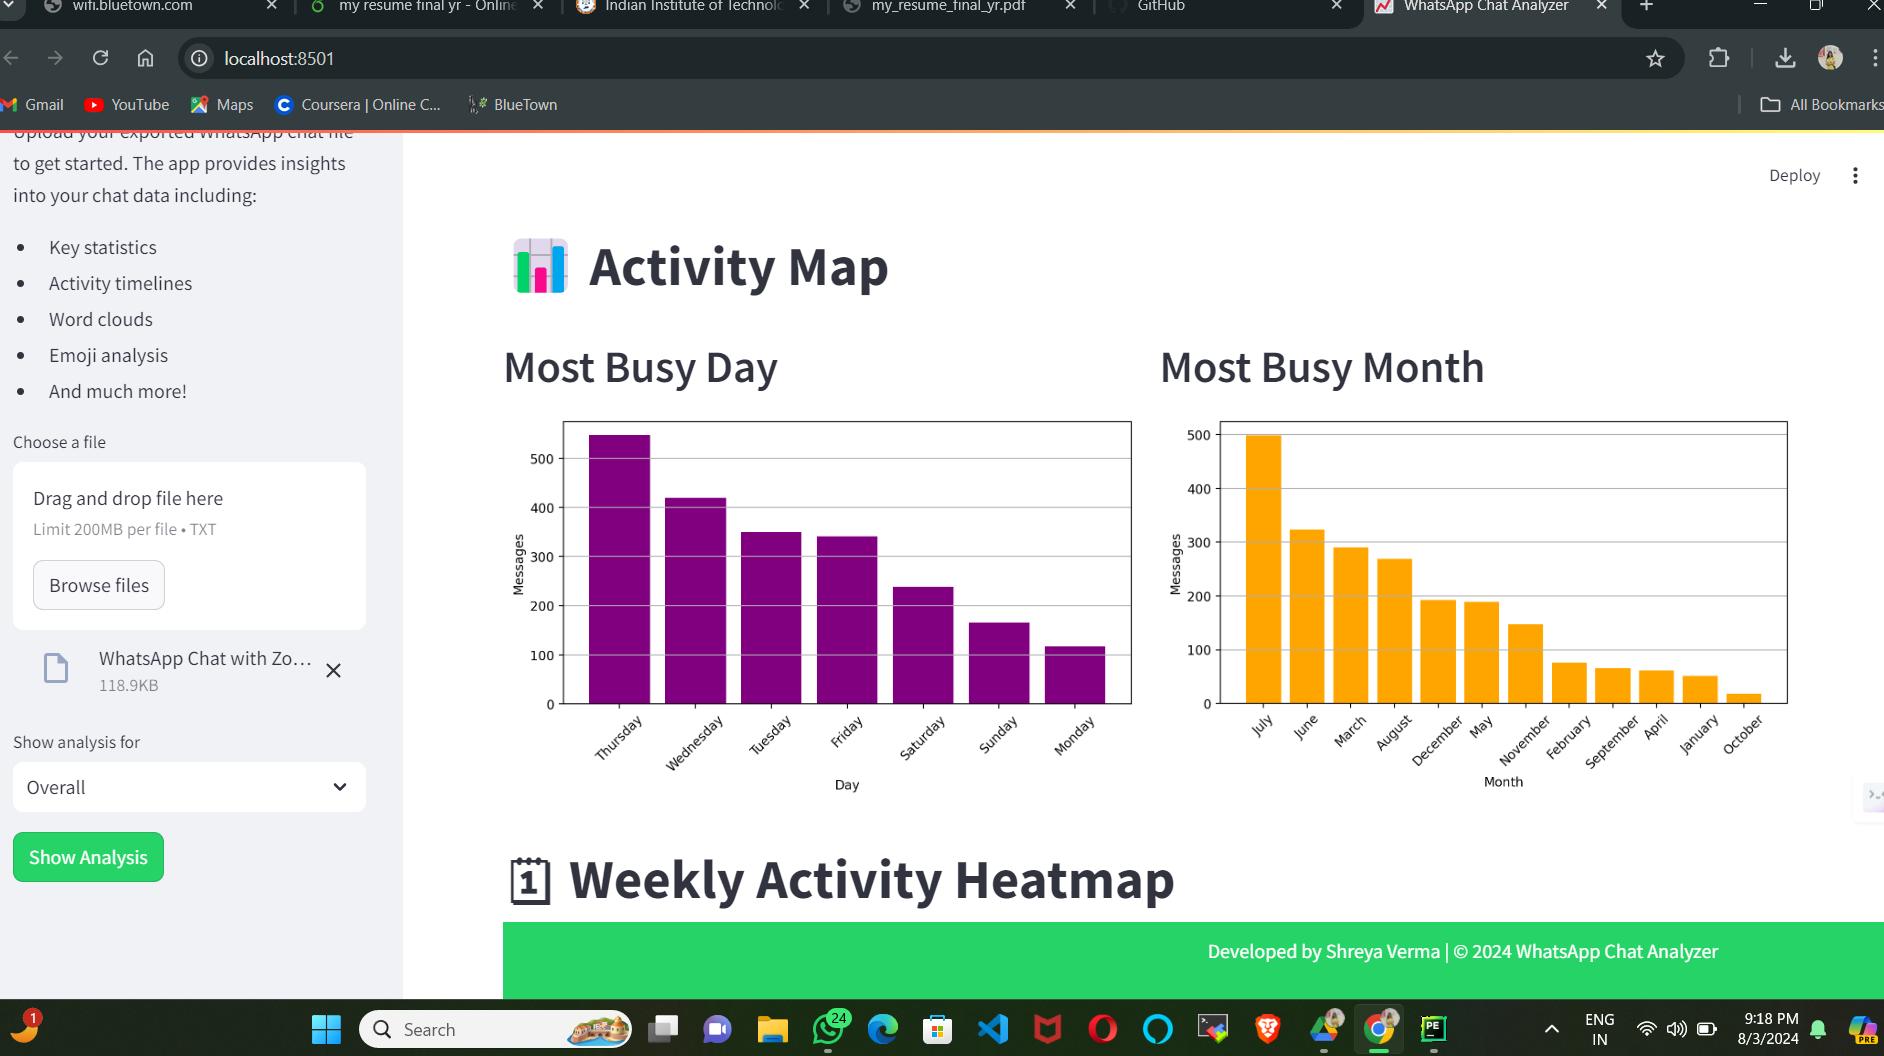 wifi.bluetown.com
my resume final yr - Online
Indian Institute of Technolo
my_resume_final_yr.pdf
GitHub
WhatsApp Chat Analyzer
localhost:8501
Gmail
YouTube
Maps
Coursera | Online C...
BlueTown
All Bookmarks
Upload your exported WhatsApp chat file
to get started. The app provides insights
into your chat data including:
Key statistics
Activity timelines
Word clouds
Emoji analysis
And much more!
Choose a file
Drag and drop file here
Limit 200MB per file • TXT
Browse files
WhatsApp Chat with Zo...
118.9KB
Show analysis for
Overall
Show Analysis
Deploy
Activity Map
Most Busy Day
500
400
300
200
100
0
Messages
Thursday
Wednesday
Tuesday
Friday
Saturday
Sunday
Monday
Day
Most Busy Month
500
400
300
200
100
0
Messages
July
June
March
August
December
May
November
February
September
April
January
October
Month
1 Weekly Activity Heatmap
Developed by Shreya Verma | © 2024 WhatsApp Chat Analyzer
1
Search
24
PE
ENG
IN
9:18 PM
8/3/2024
PRE